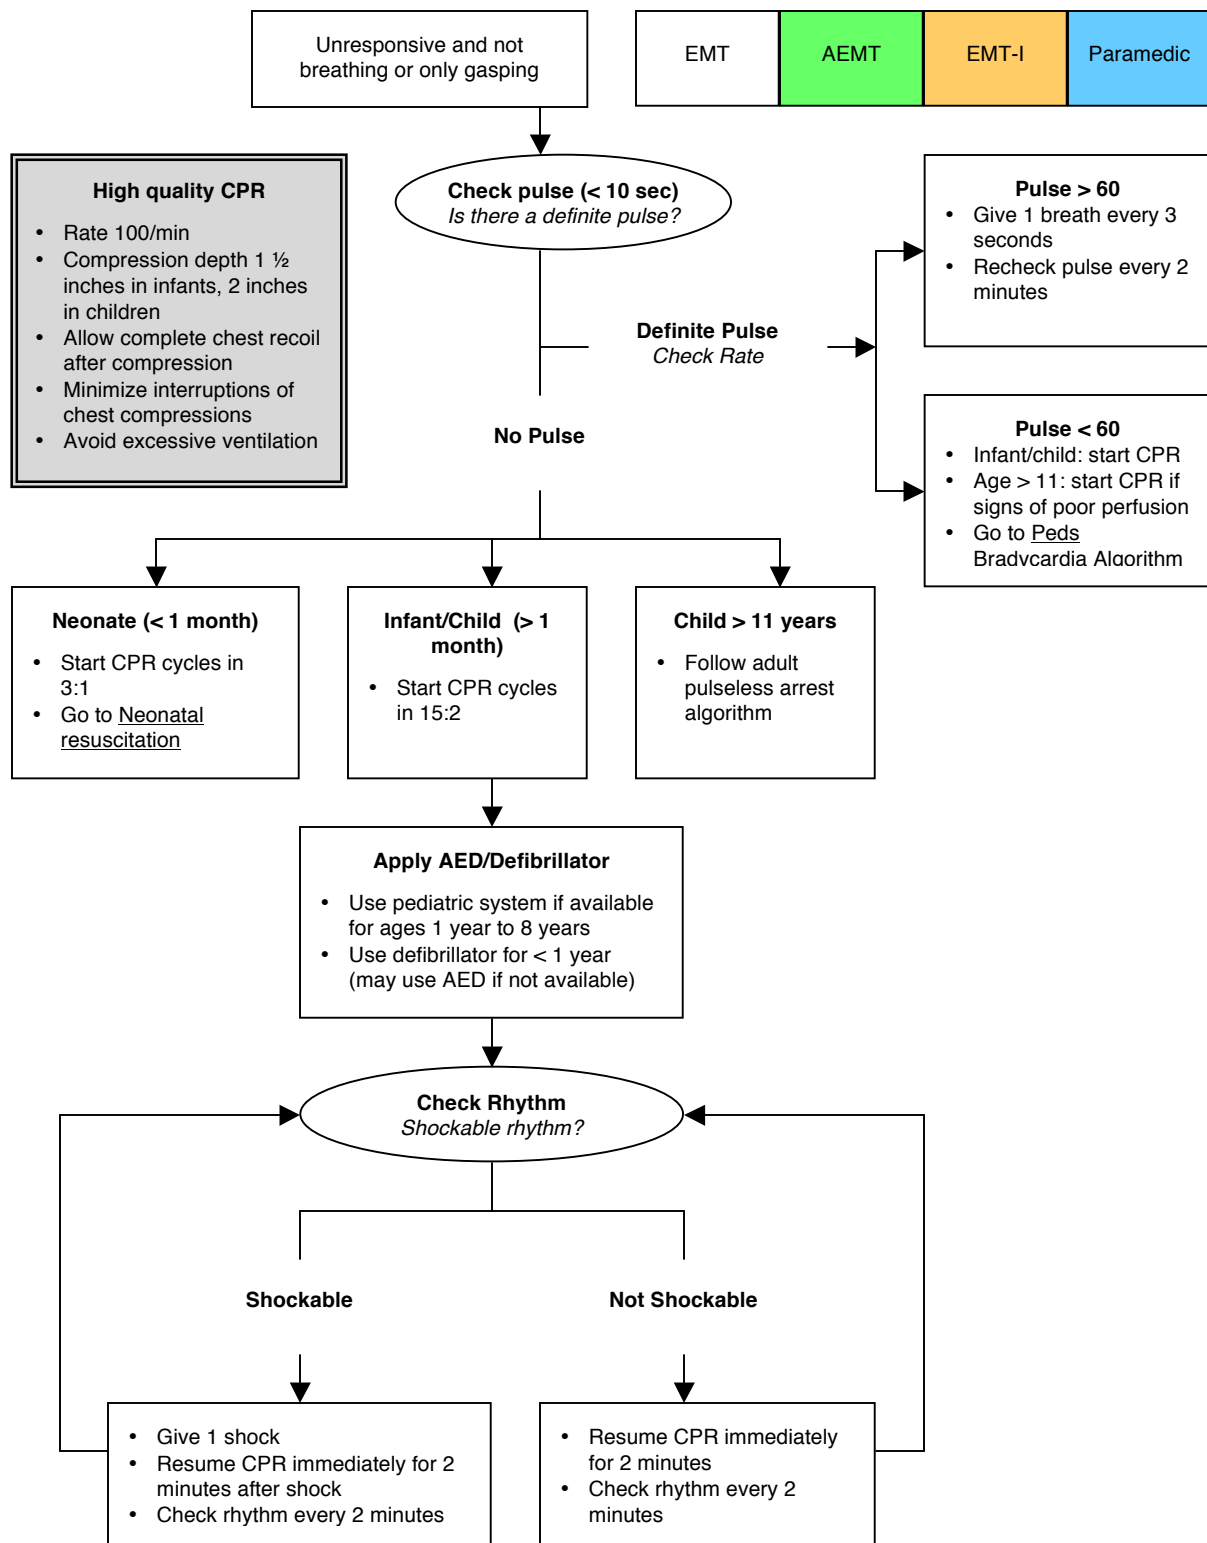 Unresponsive and not
breathing or only gasping
EMT
AEMT
EMT-I
Paramedic
High quality CPR
• Rate 100/min
• Compression depth 1 ½
inches in infants, 2 inches
in children
• Allow complete chest recoil
after compression
• Minimize interruptions of
chest compressions
• Avoid excessive ventilation
Check pulse (< 10 sec)
Is there a definite pulse?
Pulse > 60
• Give 1 breath every 3
seconds
• Recheck pulse every 2
minutes
Definite Pulse
Check Rate
No Pulse
Pulse < 60
• Infant/child: start CPR
• Age > 11: start CPR if
signs of poor perfusion
• Go to Peds
Bradycardia Algorithm
Neonate (< 1 month)
• Start CPR cycles in
3:1
• Go to Neonatal
resuscitation
Infant/Child (> 1
month)
• Start CPR cycles
in 15:2
Child > 11 years
• Follow adult
pulseless arrest
algorithm
Apply AED/Defibrillator
• Use pediatric system if available
for ages 1 year to 8 years
• Use defibrillator for < 1 year
(may use AED if not available)
Check Rhythm
Shockable rhythm?
Shockable
Not Shockable
• Give 1 shock
• Resume CPR immediately for 2
minutes after shock
• Check rhythm every 2 minutes
• Resume CPR immediately
for 2 minutes
• Check rhythm every 2
minutes